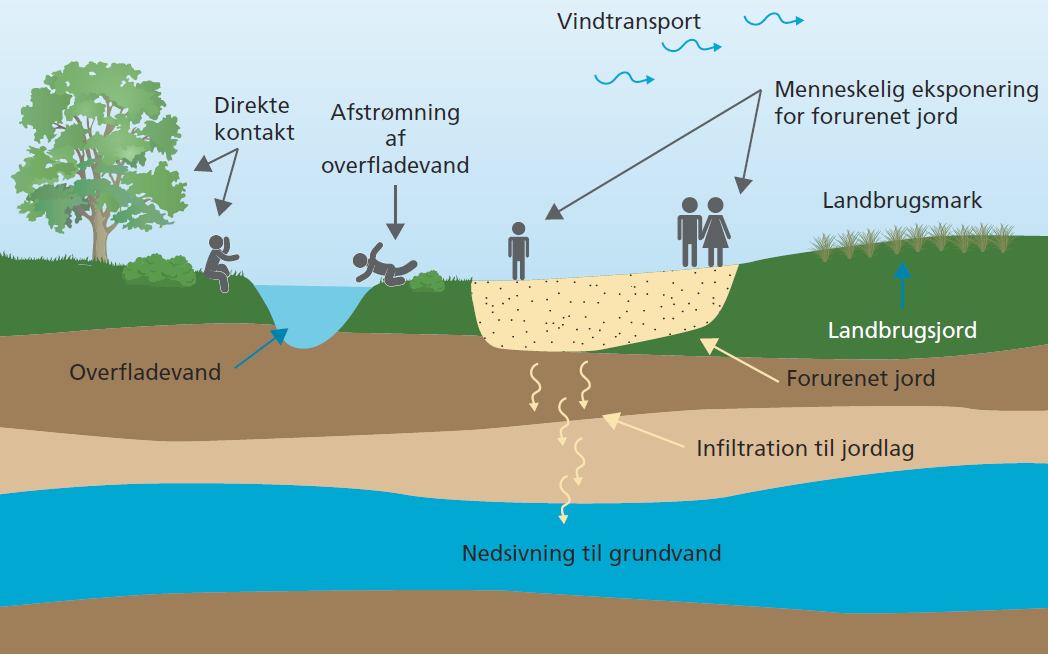 Vindtransport
Direkte
kontakt
Afstrømning
af
overfladevand
Menneskelig eksponering
for forurenet jord
Landbrugsmark
Landbrugsjord
Overfladevand
Forurenet jord
Infiltration til jordlag
Nedsivning til grundvand